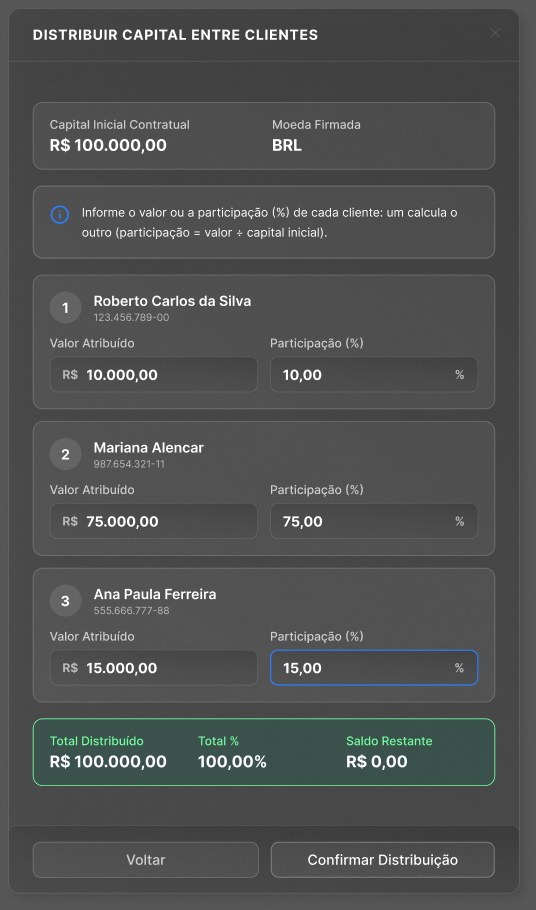 DISTRIBUIR CAPITAL ENTRE CLIENTES
Capital Inicial Contratual
R$ 100.000,00
Moeda Firmada
BRL
Informe o valor ou a participação (%) de cada cliente: um calcula o
outro (participação = valor ÷ capital inicial).
1
Roberto Carlos da Silva
123.456.789-00
Valor Atribuído
R$ 10.000,00
Participação (%)
10,00 %
2
Mariana Alencar
987.654.321-11
Valor Atribuído
R$ 75.000,00
Participação (%)
75,00 %
3
Ana Paula Ferreira
555.666.777-88
Valor Atribuído
R$ 15.000,00
Participação (%)
15,00 %
Total Distribuído
R$ 100.000,00
Total %
100,00%
Saldo Restante
R$ 0,00
Voltar
Confirmar Distribuição